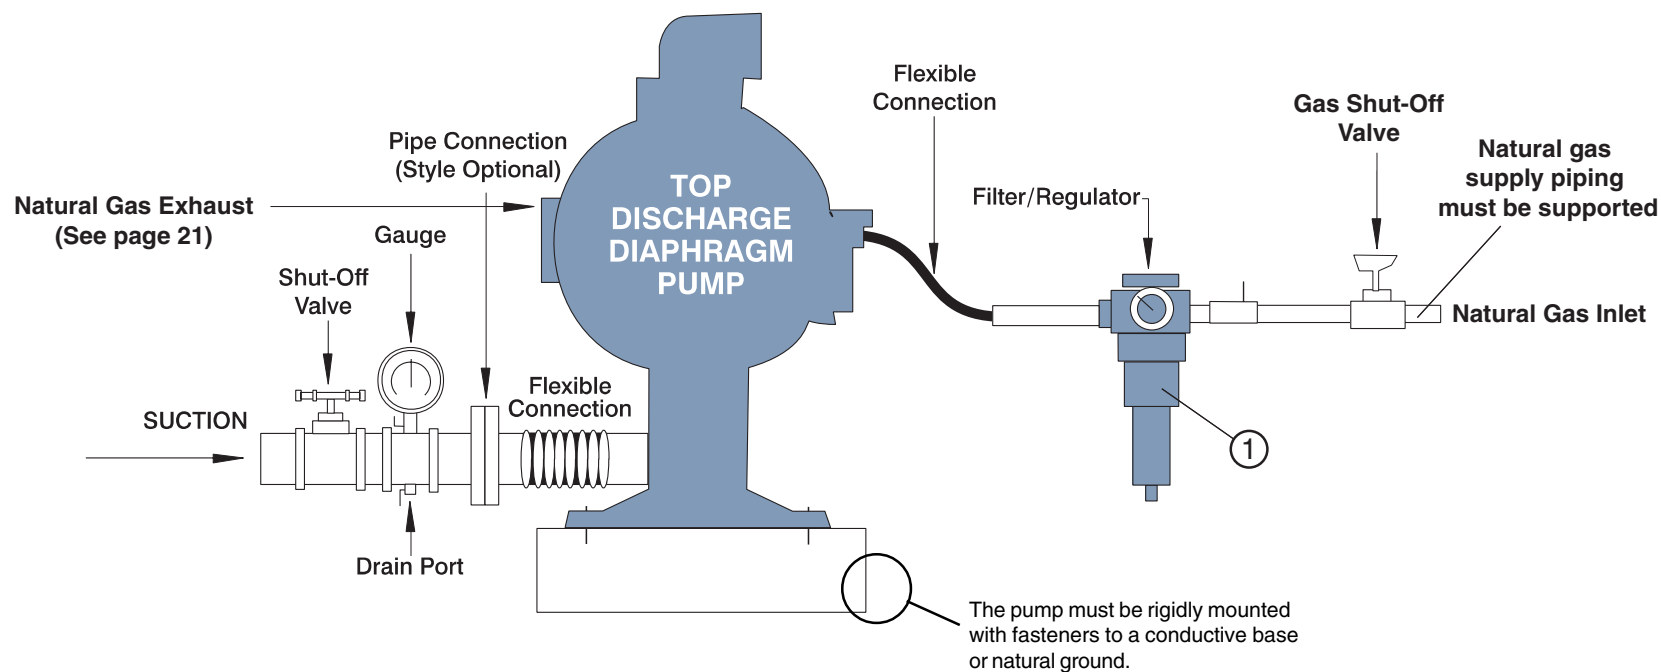 Flexible
Connection
Gas Shut-Off
Valve
Pipe Connection
(Style Optional)
Natural gas
supply piping
must be supported
TOP
DISCHARGE
DIAPHRAGM
PUMP
Filter/Regulator
Natural Gas Exhaust
(See page 21)
Gauge
Shut-Off
Valve
Natural Gas Inlet
Flexible
Connection
SUCTION
1
Drain Port
The pump must be rigidly mounted
with fasteners to a conductive base
or natural ground.